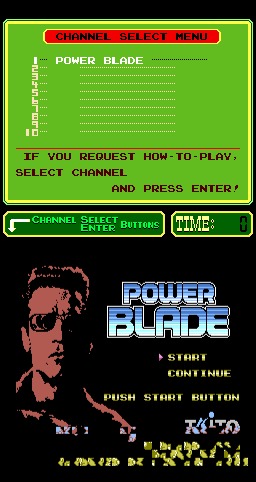 CHANNEL SELECT MENU
1 POWER BLADE
2
3
4
5
6
7
8
9
10
IF YOU REQUEST HOW-TO-PLAY,
SELECT CHANNEL
AND PRESS ENTER!
CHANNEL SELECT
ENTER BUTTONS
TIME: 0
POWER
BLADE
START
CONTINUE
PUSH START BUTTON
TAITO